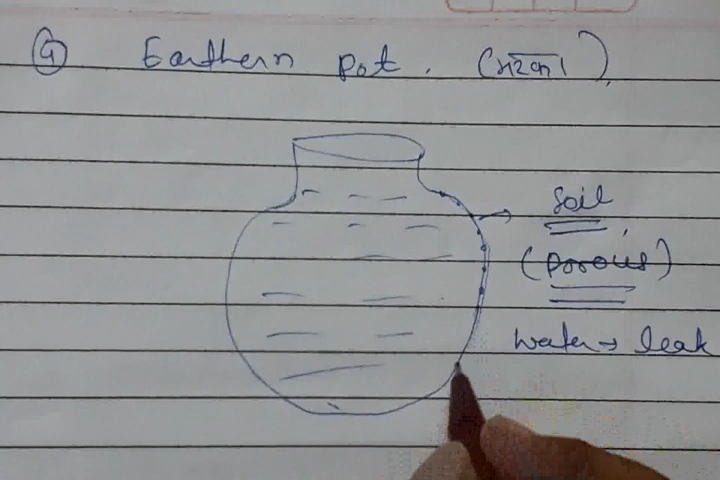 ④ Earthern pot. (मटका)
Soil
(porous)
Water → leak